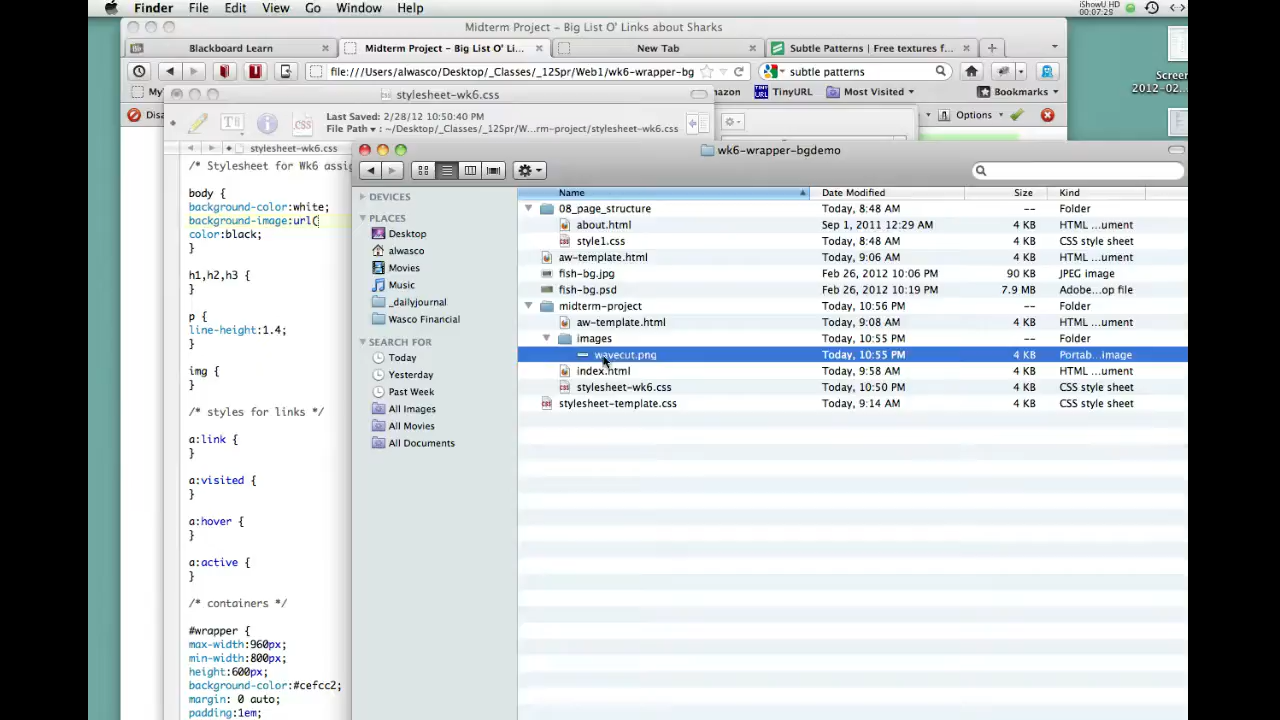 Finder File Edit View Go Window Help
iShowU HD
00:07:29
Midterm Project – Big List O' Links about Sharks
Blackboard Learn
Midterm Project – Big List O' Li...
New Tab
Subtle Patterns | Free textures f...
file:///Users/alwasco/Desktop/_Classes/_12Spr/Web1/wk6-wrapper-bg
subtle patterns
My
amazon
TinyURL
Most Visited
Bookmarks
Disa
Options
stylesheet-wk6.css
Last Saved: 2/28/12 10:50:40 PM
File Path : ~/Desktop/_Classes/_12Spr/W...rm-project/stylesheet-wk6.css
stylesheet-wk6.css
Screen
2012-02...
/* Stylesheet for Wk6 assig
body {
background-color:white;
background-image:url(
color:black;
}
h1,h2,h3 {
}
p {
line-height:1.4;
}
img {
}
/* styles for links */
a:link {
}
a:visited {
}
a:hover {
}
a:active {
}
/* containers */
#wrapper {
max-width:960px;
min-width:800px;
height:600px;
background-color:#cefcc2;
margin: 0 auto;
padding:1em;
wk6-wrapper-bgdemo
DEVICES
PLACES
Desktop
alwasco
Movies
Music
_dailyjournal
Wasco Financial
SEARCH FOR
Today
Yesterday
Past Week
All Images
All Movies
All Documents
Name Date Modified Size Kind
08_page_structure Today, 8:48 AM -- Folder
about.html Sep 1, 2011 12:29 AM 4 KB HTML ...ument
style1.css Today, 8:48 AM 4 KB CSS style sheet
aw-template.html Today, 9:06 AM 4 KB HTML ...ument
fish-bg.jpg Feb 26, 2012 10:06 PM 90 KB JPEG image
fish-bg.psd Feb 26, 2012 10:19 PM 7.9 MB Adobe...op file
midterm-project Today, 10:56 PM -- Folder
aw-template.html Today, 9:08 AM 4 KB HTML ...ument
images Today, 10:55 PM -- Folder
wavecut.png Today, 10:55 PM 4 KB Portab...image
index.html Today, 9:58 AM 4 KB HTML ...ument
stylesheet-wk6.css Today, 10:50 PM 4 KB CSS style sheet
stylesheet-template.css Today, 9:14 AM 4 KB CSS style sheet